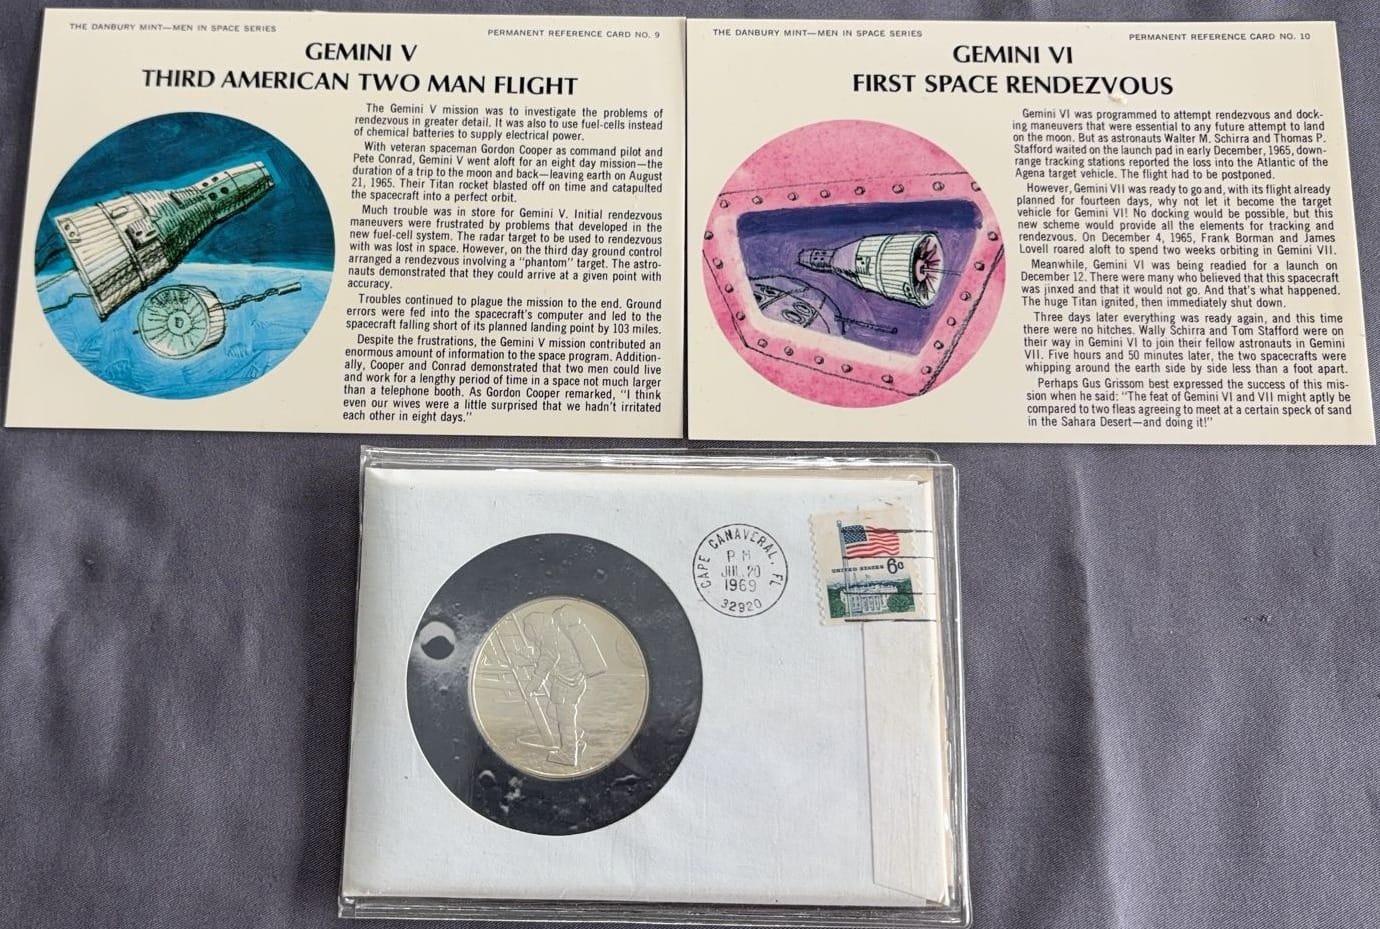 THE DANBURY MINT—MEN IN SPACE SERIES
PERMANENT REFERENCE CARD NO. 9
GEMINI V
THIRD AMERICAN TWO MAN FLIGHT
The Gemini V mission was to investigate the problems of
rendezvous in greater detail. It was also to use fuel-cells instead
of chemical batteries to supply electrical power.
With veteran spaceman Gordon Cooper as command pilot and
Pete Conrad, Gemini V went aloft for an eight day mission—the
duration of a trip to the moon and back—leaving earth on August
21, 1965. Their Titan rocket blasted off on time and catapulted
the spacecraft into a perfect orbit.
Much trouble was in store for Gemini V. Initial rendezvous
maneuvers were frustrated by problems that developed in the
new fuel-cell system. The radar target to be used to rendezvous
with was lost in space. However, on the third day ground control
arranged a rendezvous involving a "phantom" target. The astro-
nauts demonstrated that they could arrive at a given point with
accuracy.
Troubles continued to plague the mission to the end. Ground
errors were fed into the spacecraft's computer and led to the
spacecraft falling short of its planned landing point by 103 miles.
Despite the frustrations, the Gemini V mission contributed an
enormous amount of information to the space program. Addition-
ally, Cooper and Conrad demonstrated that two men could live
and work for a lengthy period of time in a space not much larger
than a telephone booth. As Gordon Cooper remarked, "I think
even our wives were a little surprised that we hadn't irritated
each other in eight days."
THE DANBURY MINT—MEN IN SPACE SERIES
PERMANENT REFERENCE CARD NO. 10
GEMINI VI
FIRST SPACE RENDEZVOUS
Gemini VI was programmed to attempt rendezvous and dock-
ing maneuvers that were essential to any future attempt to land
on the moon. But as astronauts Walter M. Schirra and Thomas P.
Stafford waited on the launch pad in early December, 1965, down-
range tracking stations reported the loss into the Atlantic of the
Agena target vehicle. The flight had to be postponed.
However, Gemini VII was ready to go and, with its flight already
planned for fourteen days, why not let it become the target
vehicle for Gemini VI! No docking would be possible, but this
new scheme would provide all the elements for tracking and
rendezvous. On December 4, 1965, Frank Borman and James
Lovell roared aloft to spend two weeks orbiting in Gemini VII.
Meanwhile, Gemini VI was being readied for a launch on
December 12. There were many who believed that this spacecraft
was jinxed and that it would not go. And that's what happened.
The huge Titan ignited, then immediately shut down.
Three days later everything was ready again, and this time
there were no hitches. Wally Schirra and Tom Stafford were on
their way in Gemini VI to join their fellow astronauts in Gemini
VII. Five hours and 50 minutes later, the two spacecrafts were
whipping around the earth side by side less than a foot apart.
Perhaps Gus Grissom best expressed the success of this mis-
sion when he said: "The feat of Gemini VI and VII might aptly be
compared to two fleas agreeing to meet at a certain speck of sand
in the Sahara Desert—and doing it!"
CAPE CANAVERAL, FL
PM
JUL 20
1969
32920
UNITED STATES 6c